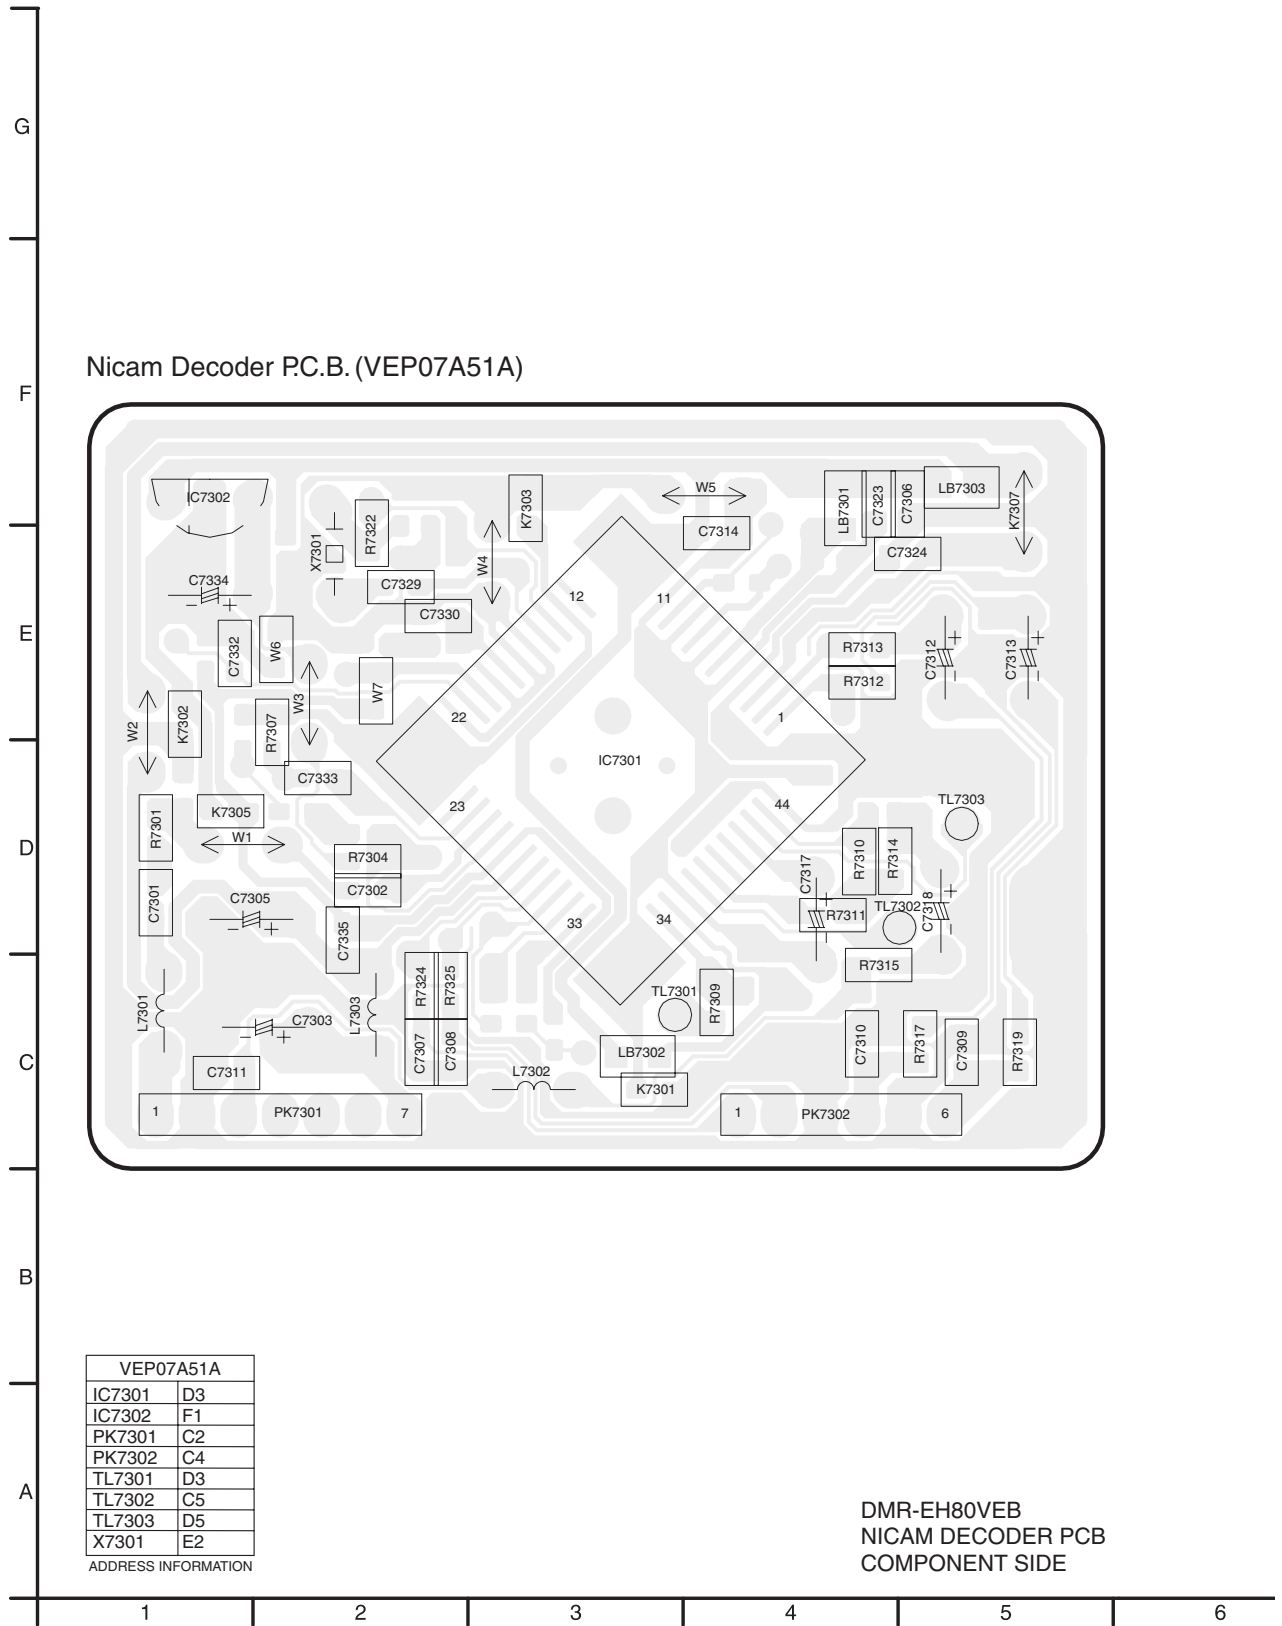 G
F
Nicam Decoder P.C.B. (VEP07A51A)
IC7302
K7303
W5
LB7301
C7323
C7306
LB7303
K7307
X7301
R7322
W4
C7314
C7324
C7334
C7329
C7330
12
11
E
C7332
W6
R7313
C7312
C7313
R7312
W2
K7302
R7307
W3
W7
22
1
C7333
IC7301
R7301
K7305
23
44
TL7303
W1
D
R7304
R7310
R7314
C7301
C7305
C7302
C7317
R7311
TL7302
C7318
C7335
33
34
R7315
L7301
C7303
L7303
R7324
R7325
TL7301
R7309
C
C7311
C7307
C7308
L7302
LB7302
K7301
C7310
R7317
C7309
R7319
1 PK7301 7
1 PK7302 6
B
VEP07A51A
IC7301 D3
IC7302 F1
PK7301 C2
PK7302 C4
TL7301 D3
TL7302 C5
TL7303 D5
X7301 E2
ADDRESS INFORMATION
A
DMR-EH80VEB
NICAM DECODER PCB
COMPONENT SIDE
1 2 3 4 5 6